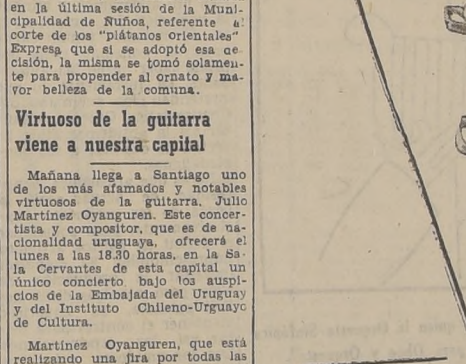 en la última sesión de la Muni-
cipalidad de Ñuñoa, referente al
corte de los "plátanos orientales"
Expresa que si se adoptó esa de
cisión, la misma se tomó solamen-
te para propender al ornato y ma-
yor belleza de la comuna.
Virtuoso de la guitarra
viene a nuestra capital
Mañana llega a Santiago uno
de los más afamados y notables
virtuosos de la guitarra, Julio
Martínez Oyanguren. Este concer-
tista y compositor, que es de na-
cionalidad uruguaya, ofrecerá el
lunes a las 18.30 horas, en la Sa-
la Cervantes de esta capital un
único concierto bajo los auspi-
cios de la Embajada del Uruguay
y del Instituto Chileno-Urguayo
de Cultura.
Martínez Oyanguren, que está
realizando una jira por todas las